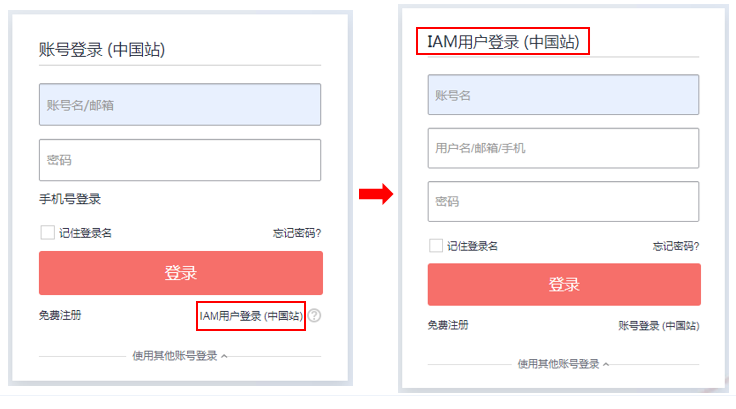 账号登录 (中国站)
账号名/邮箱
密码
手机号登录
记住登录名 忘记密码?
登录
免费注册 IAM用户登录 (中国站) ?
使用其他账号登录
IAM用户登录 (中国站)
账号名
用户名/邮箱/手机
密码
记住登录名 忘记密码?
登录
免费注册 账号登录 (中国站)
使用其他账号登录